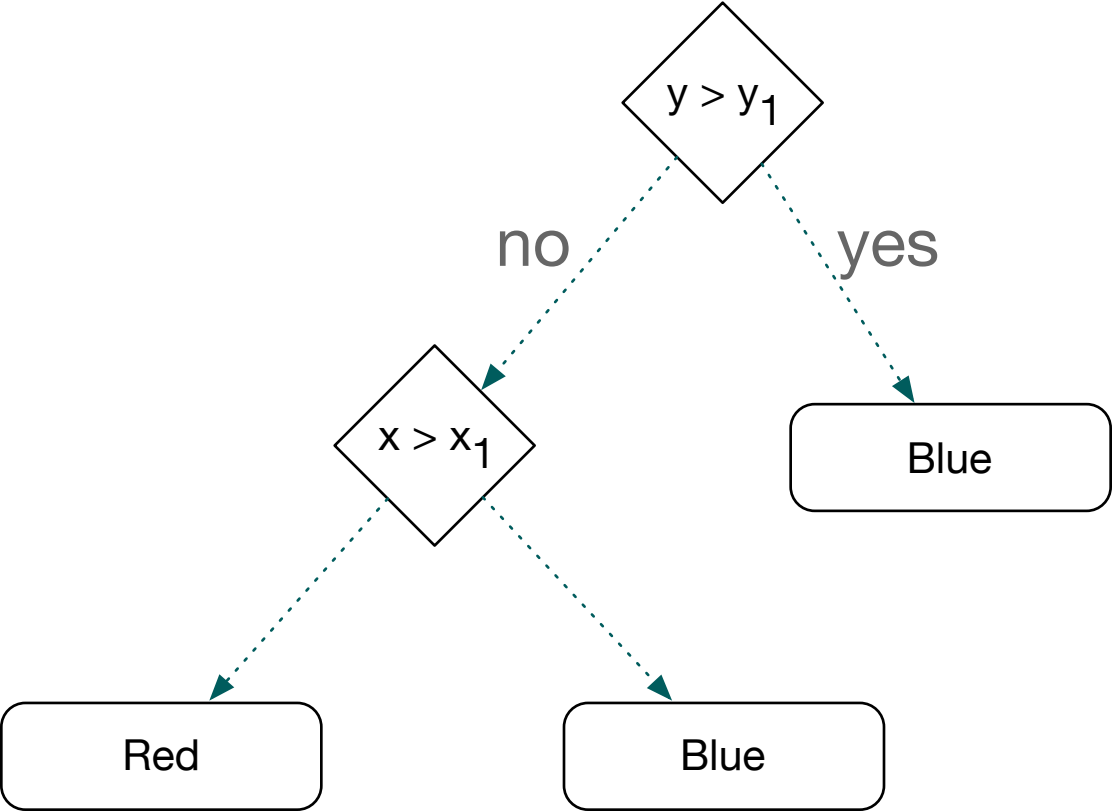 y > y1
no
yes
x > x1
Blue
Red
Blue